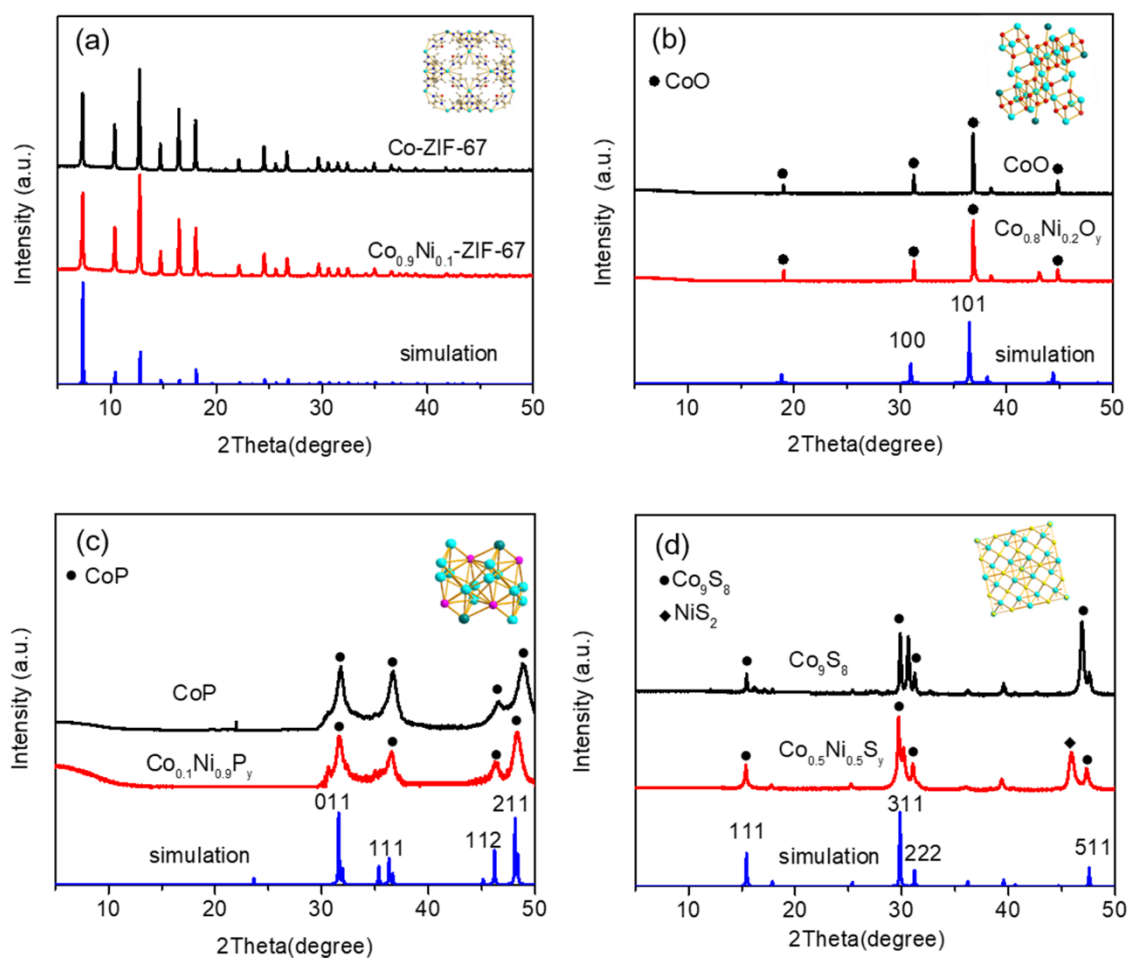 (a)
Co-ZIF-67
Co0.9Ni0.1-ZIF-67
simulation
Intensity (a.u.)
10 20 30 40 50
2Theta(degree)
(b)
CoO
CoO
Co0.8Ni0.2Oy
101
100
simulation
Intensity (a.u.)
10 20 30 40 50
2Theta(degree)
(c)
CoP
CoP
Co0.1Ni0.9Py
011
211
111
112
simulation
Intensity (a.u.)
10 20 30 40 50
2Theta(degree)
(d)
Co9S8
NiS2
Co9S8
Co0.5Ni0.5Sy
311
111
222
511
simulation
Intensity (a.u.)
10 20 30 40 50
2Theta(degree)